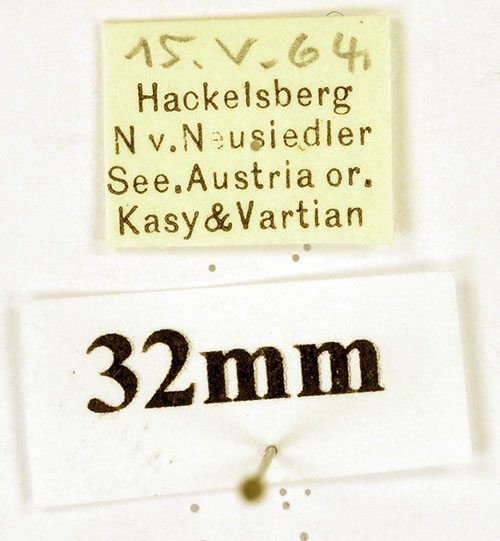 15.V.64.
Hackelsberg
N v. Neusiedler
See. Austria or.
Kasy & Vartian
32mm